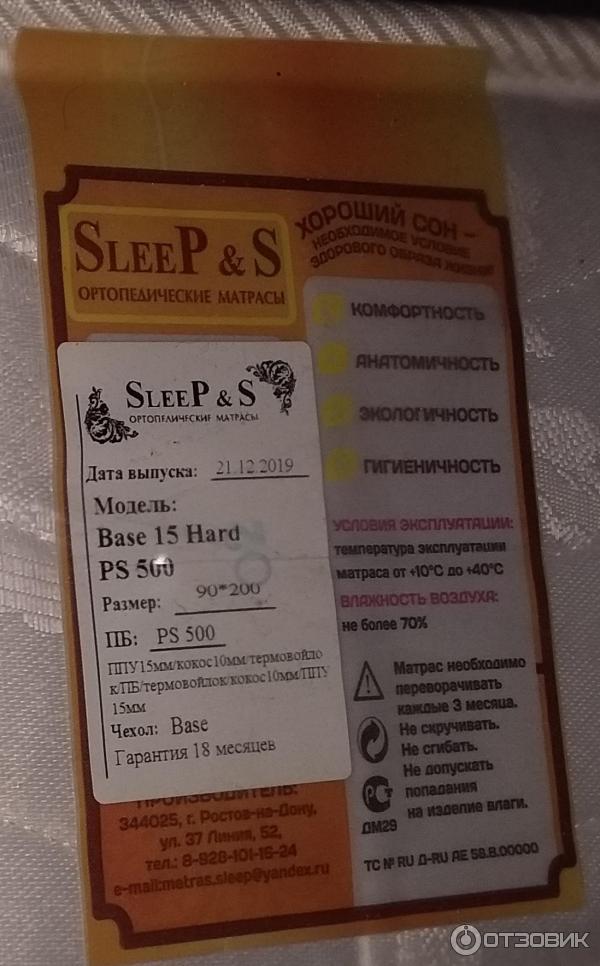 SLEEP & S
ОРТОПЕДИЧЕСКИЕ МАТРАСЫ
ХОРОШИЙ СОН –
НЕОБХОДИМОЕ УСЛОВИЕ
ЗДОРОВОГО ОБРАЗА ЖИЗНИ!
КОМФОРТНОСТЬ
АНАТОМИЧНОСТЬ
ЭКОЛОГИЧНОСТЬ
ГИГИЕНИЧНОСТЬ
SLEEP & S
ОРТОПЕДИЧЕСКИЕ МАТРАСЫ
Дата выпуска: 21.12.2019
Модель:
Base 15 Hard
PS 500
Размер: 90*200
ПБ: PS 500
ППУ15мм/кокос10мм/термовойло
к/ПБ/термовойлок/кокос10мм/ППУ
15мм
Чехол: Base
Гарантия 18 месяцев
УСЛОВИЯ ЭКСПЛУАТАЦИИ:
температура эксплуатации
матраса от +10°С до +40°С
ВЛАЖНОСТЬ ВОЗДУХА:
не более 70%
Матрас необходимо
переворачивать
каждые 3 месяца.
Не скручивать.
Не сгибать.
Не допускать
попадания
на изделие влаги.
РСТ
ДМ29
ТС № RU Д-RU АЕ 58.В.00000
ПРОИЗВОДИТЕЛЬ:
344025, г. Ростов-на-Дону,
ул. 37 Линия, 52,
тел.: 8-928-101-15-24
e-mail:matras.sleep@yandex.ru
ОТЗОВИК